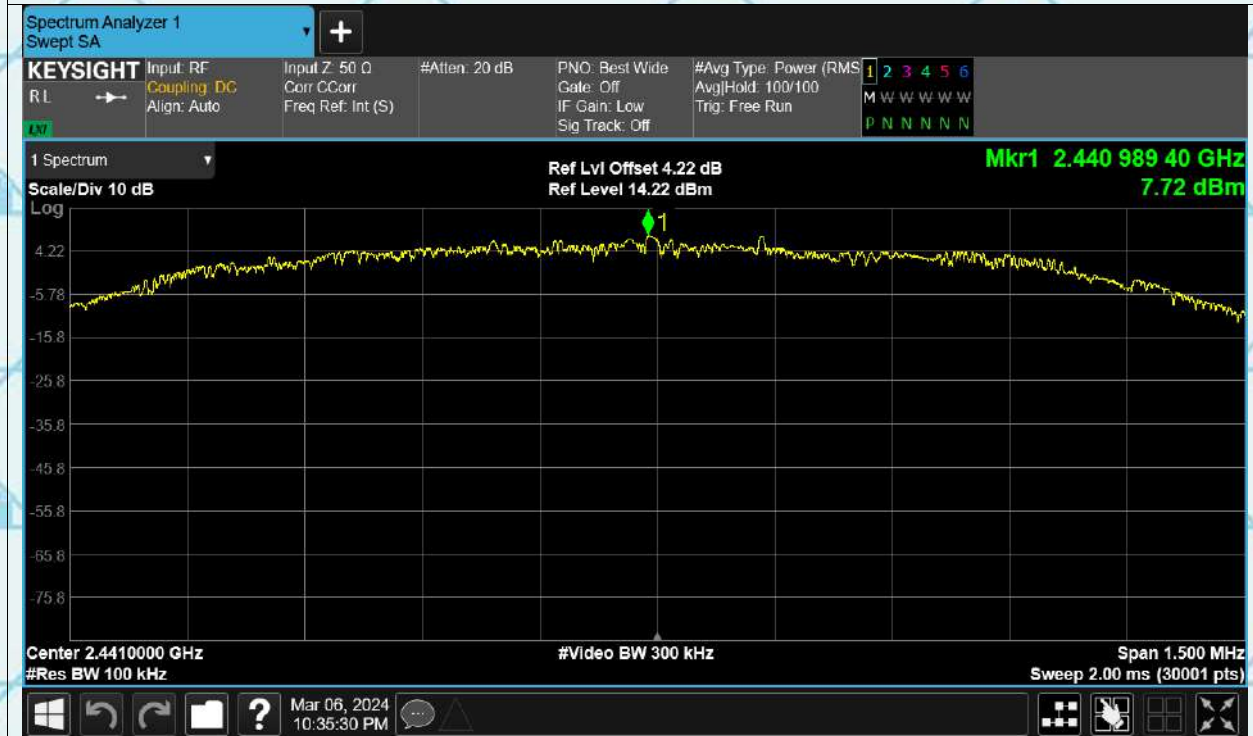 Spectrum Analyzer 1
Swept SA
+
KEYSIGHT
RL
LXI
Input: RF
Coupling: DC
Align: Auto
Input Z: 50 Ω
Corr CCorr
Freq Ref: Int (S)
#Atten: 20 dB
PNO: Best Wide
Gate: Off
IF Gain: Low
Sig Track: Off
#Avg Type: Power (RMS
Avg|Hold: 100/100
Trig: Free Run
1 2 3 4 5 6
M W W W W W
P N N N N N
1 Spectrum
Scale/Div 10 dB
Ref Lvl Offset 4.22 dB
Ref Level 14.22 dBm
Mkr1 2.440 989 40 GHz
7.72 dBm
Log
1
4.22
-5.78
-15.8
-25.8
-35.8
-45.8
-55.8
-65.8
-75.8
Center 2.4410000 GHz
#Video BW 300 kHz
Span 1.500 MHz
#Res BW 100 kHz
Sweep 2.00 ms (30001 pts)
?
Mar 06, 2024
10:35:30 PM